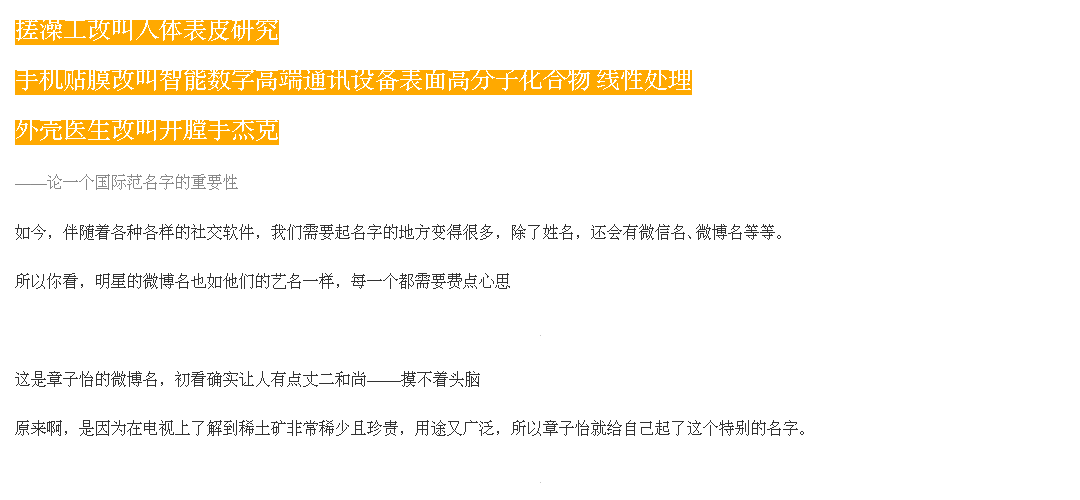 搓澡工改叫人体表皮研究
手机贴膜改叫智能数字高端通讯设备表面高分子化合物 线性处理
外壳医生改叫开膛手杰克
——论一个国际范名字的重要性
如今，伴随着各种各样的社交软件，我们需要起名字的地方变得很多，除了姓名，还会有微信名、微博名等等。
所以你看，明星的微博名也如他们的艺名一样，每一个都需要费点心思
这是章子怡的微博名，初看确实让人有点丈二和尚——摸不着头脑
原来啊，是因为在电视上了解到稀土矿非常稀少且珍贵，用途又广泛，所以章子怡就给自己起了这个特别的名字。